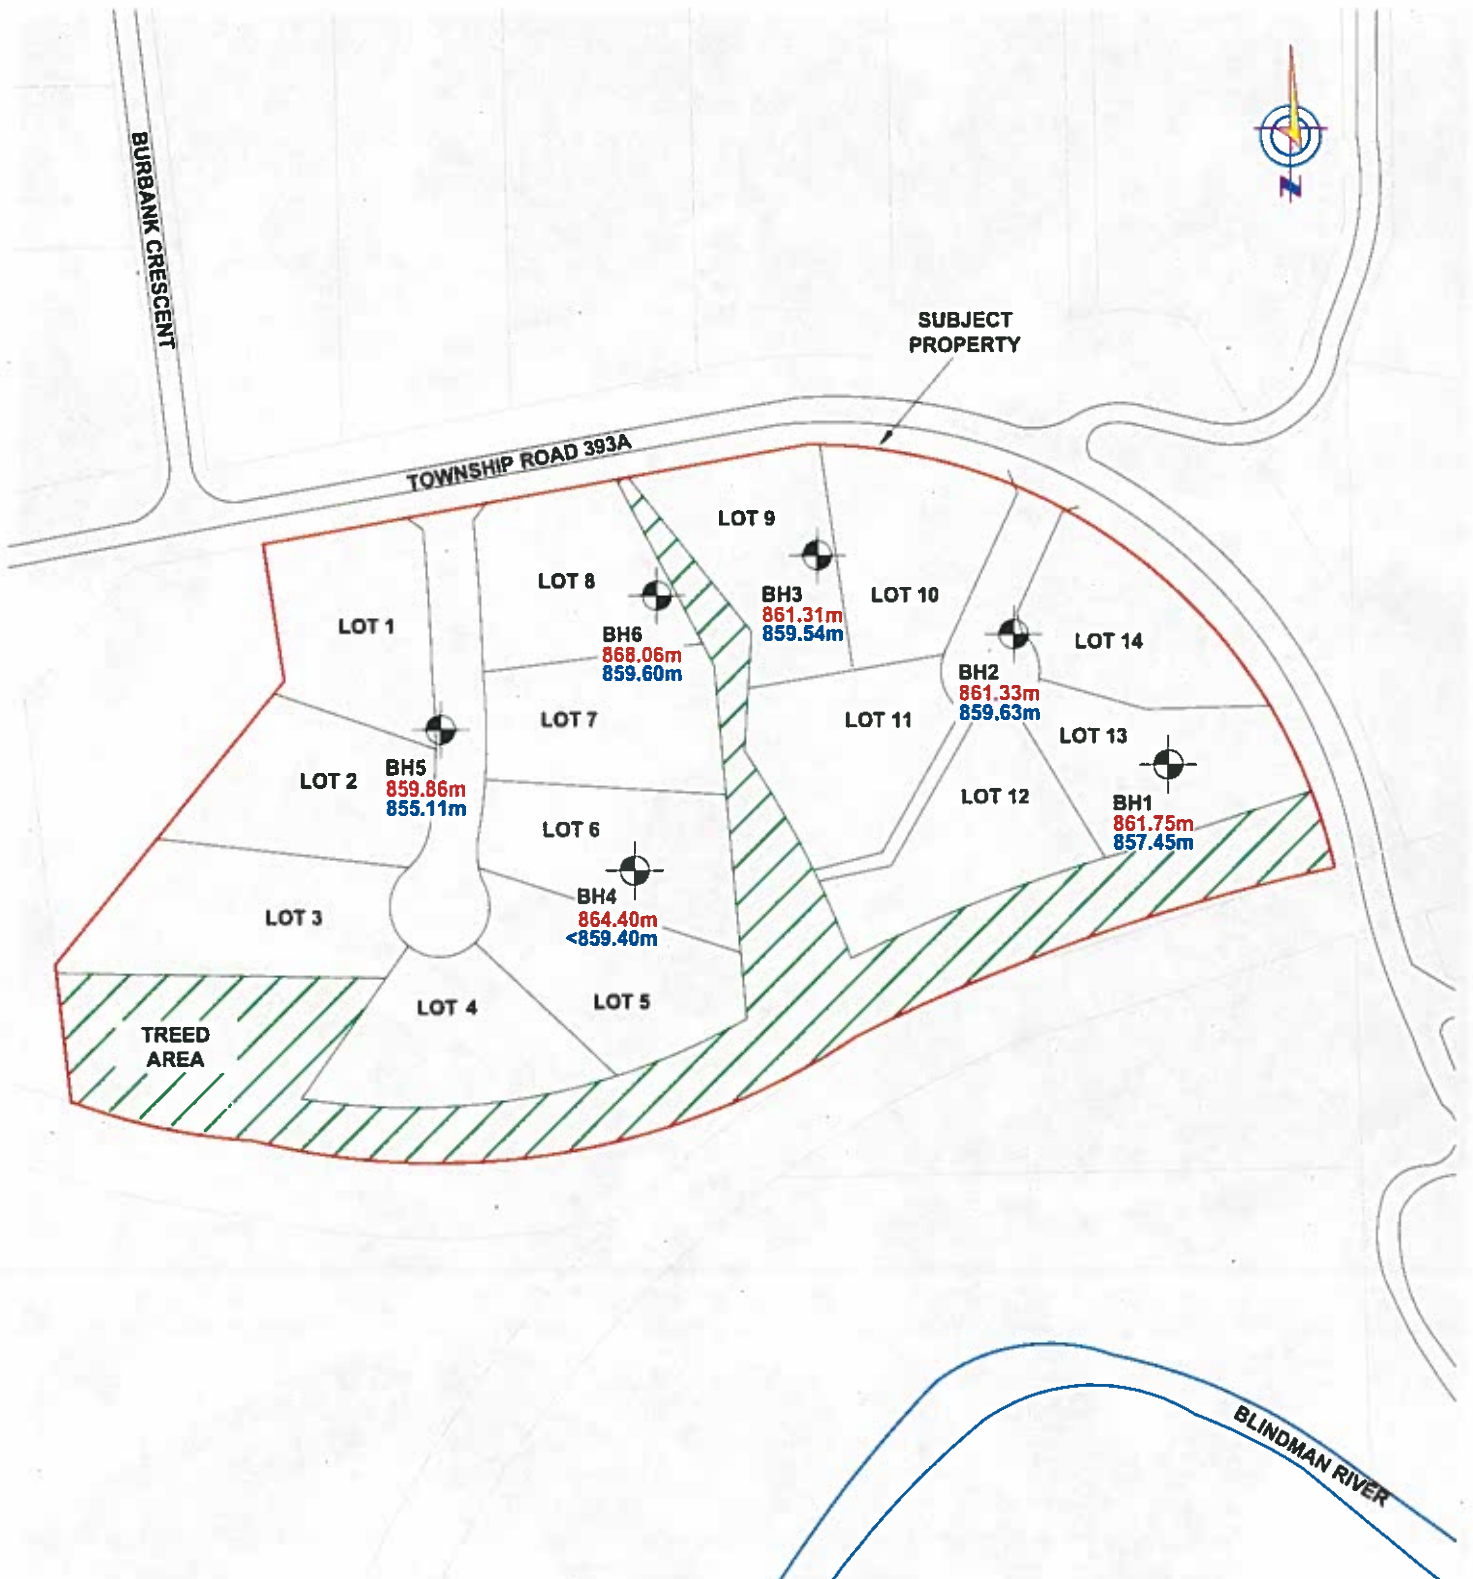 BURBANK CRESCENT
N
SUBJECT
PROPERTY
TOWNSHIP ROAD 393A
LOT 9
LOT 8
LOT 10
BH3
861.31m
859.54m
LOT 1
BH6
868.06m
859.60m
LOT 14
BH2
861.33m
859.63m
LOT 7
LOT 11
LOT 13
LOT 2
BH5
859.86m
855.11m
LOT 12
BH1
861.75m
857.45m
LOT 6
BH4
864.40m
<859.40m
LOT 3
LOT 4
LOT 5
TREED
AREA
BLINDMAN RIVER